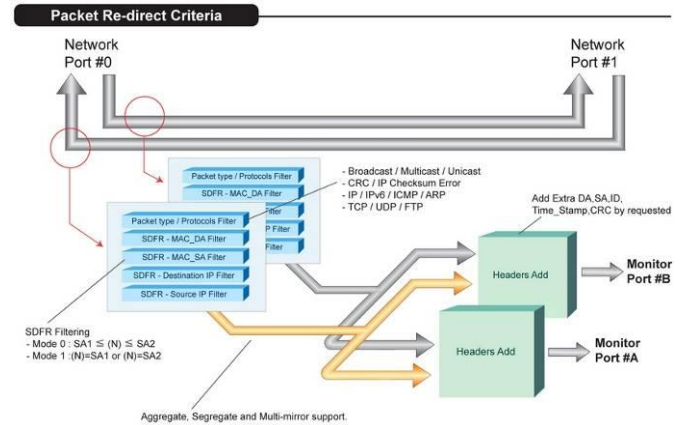 Packet Re-direct Criteria
Network
Port #0
Network
Port #1
Packet type / Protocols Filter
SDFR - MAC_DA Filter
Filter
P Filter
Filter
- Broadcast / Multicast / Unicast
- CRC / IP Checksum Error
- IP / IPv6 / ICMP / ARP
- TCP / UDP / FTP
Packet type / Protocols Filter
SDFR - MAC_DA Filter
SDFR - MAC_SA Filter
SDFR - Destination IP Filter
SDFR - Source IP Filter
Add Extra DA,SA,ID,
Time_Stamp,CRC by requested
Headers Add
Monitor
Port #B
Headers Add
Monitor
Port #A
SDFR Filtering
- Mode 0 : SA1 ≤ (N) ≤ SA2
- Mode 1 :(N)=SA1 or (N)=SA2
Aggregate, Segregate and Multi-mirror support.